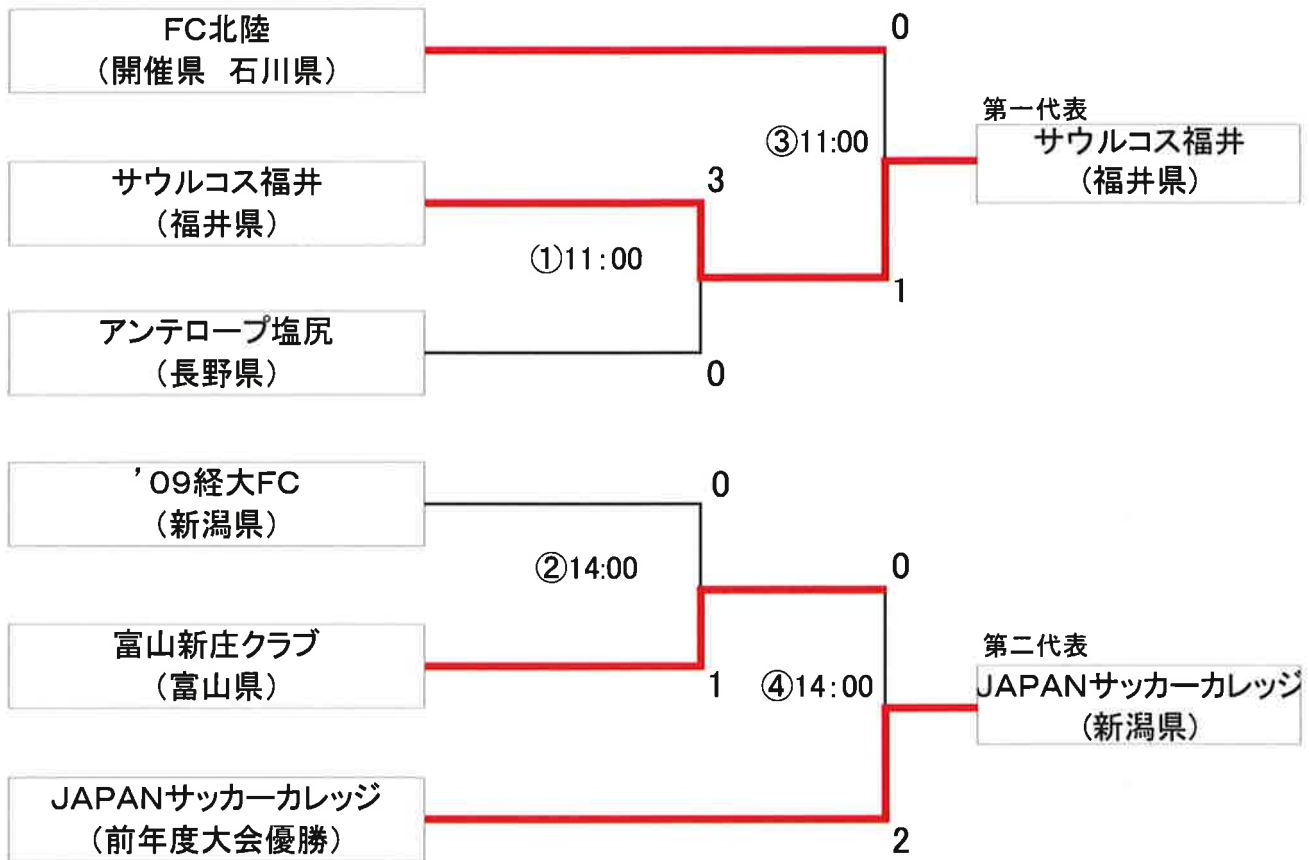 FC北陸
（開催県　石川県）
0
第一代表
③11:00
サウルコス福井
（福井県）
サウルコス福井
（福井県）
3
①11:00
1
アンテロープ塩尻
（長野県）
0
’09経大FC
（新潟県）
0
②14:00
0
富山新庄クラブ
（富山県）
1
④14:00
第二代表
JAPANサッカーカレッジ
（新潟県）
JAPANサッカーカレッジ
（前年度大会優勝）
2